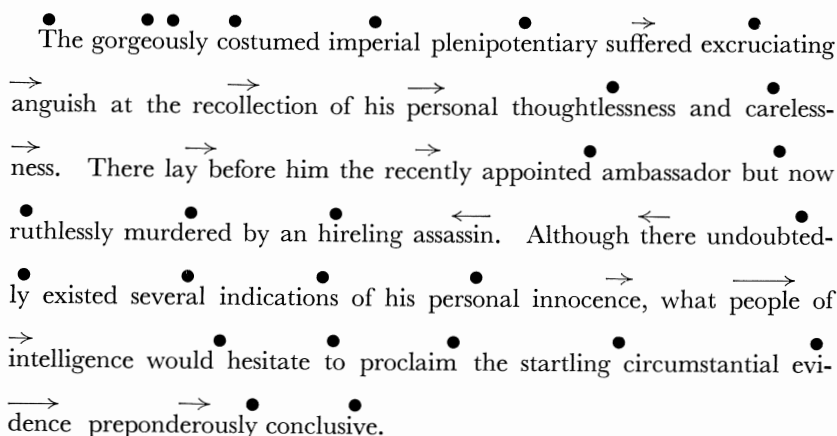 The gorgeously costumed imperial plenipotentiary suffered excruciating
anguish at the recollection of his personal thoughtlessness and careless-
ness. There lay before him the recently appointed ambassador but now
ruthlessly murdered by an hireling assassin. Although there undoubted-
ly existed several indications of his personal innocence, what people of
intelligence would hesitate to proclaim the startling circumstantial evi-
dence preponderously conclusive.